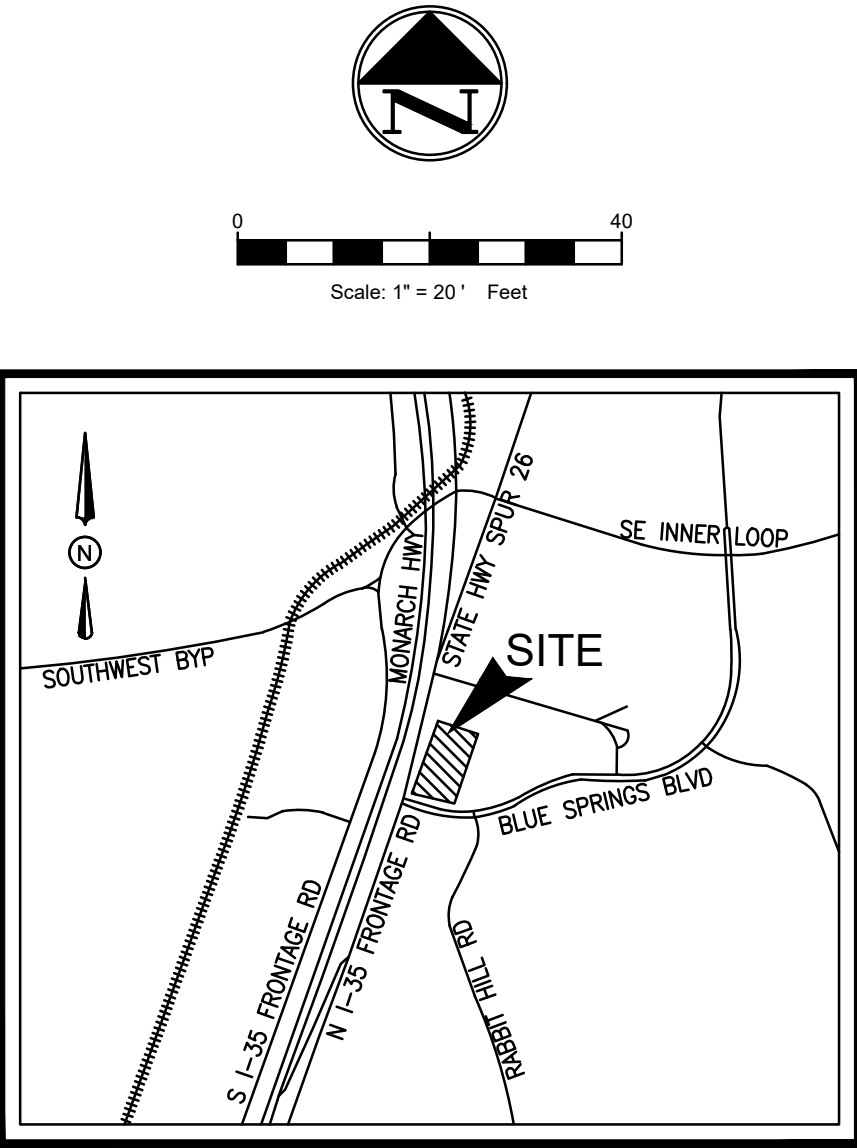 N
0 40
Scale: 1" = 20 ' Feet
N
STATE HWY SPUR 26
SE INNER LOOP
MONARCH HWY
SITE
SOUTHWEST BYP
BLUE SPRINGS BLVD
S I-35 FRONTAGE RD
N I-35 FRONTAGE RD
RABBIT HILL RD